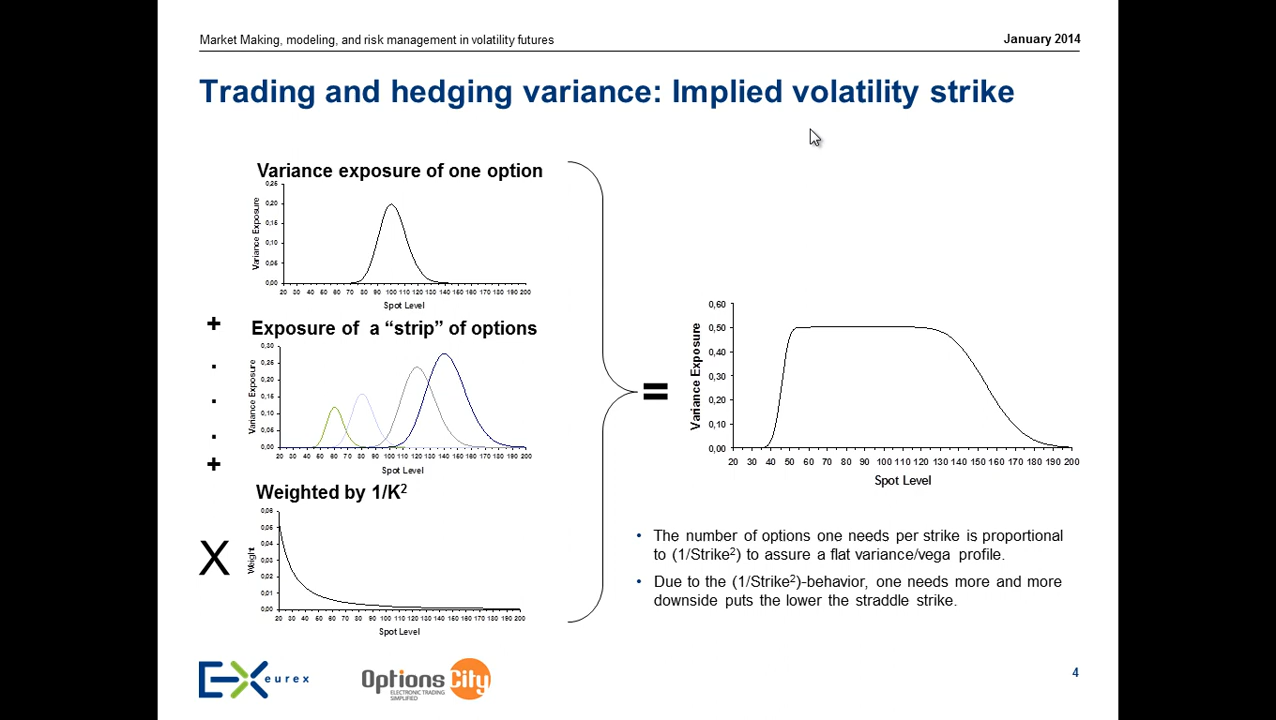 Market Making, modeling, and risk management in volatility futures
January 2014
Trading and hedging variance: Implied volatility strike
Variance exposure of one option
0,25
0,20
0,15
0,10
0,05
0,00
Variance Exposure
20 30 40 50 60 70 80 90 100 110 120 130 140 150 160 170 180 190 200
Spot Level
+
.
.
.
+
Exposure of a “strip” of options
0,30
0,25
0,20
0,15
0,10
0,05
0,00
Variance Exposure
20 30 40 50 60 70 80 90 100 110 120 130 140 150 160 170 180 190 200
Spot Level
Weighted by 1/K²
X
0,06
0,05
0,04
0,03
0,02
0,01
0,00
Weight
20 30 40 50 60 70 80 90 100 110 120 130 140 150 160 170 180 190 200
Spot Level
=
0,60
0,50
0,40
0,30
0,20
0,10
0,00
Variance Exposure
20 30 40 50 60 70 80 90 100 110 120 130 140 150 160 170 180 190 200
Spot Level
• The number of options one needs per strike is proportional
to (1/Strike²) to assure a flat variance/vega profile.
• Due to the (1/Strike²)-behavior, one needs more and more
downside puts the lower the straddle strike.
EX eurex
Options City
ELECTRONIC TRADING
SIMPLIFIED
4